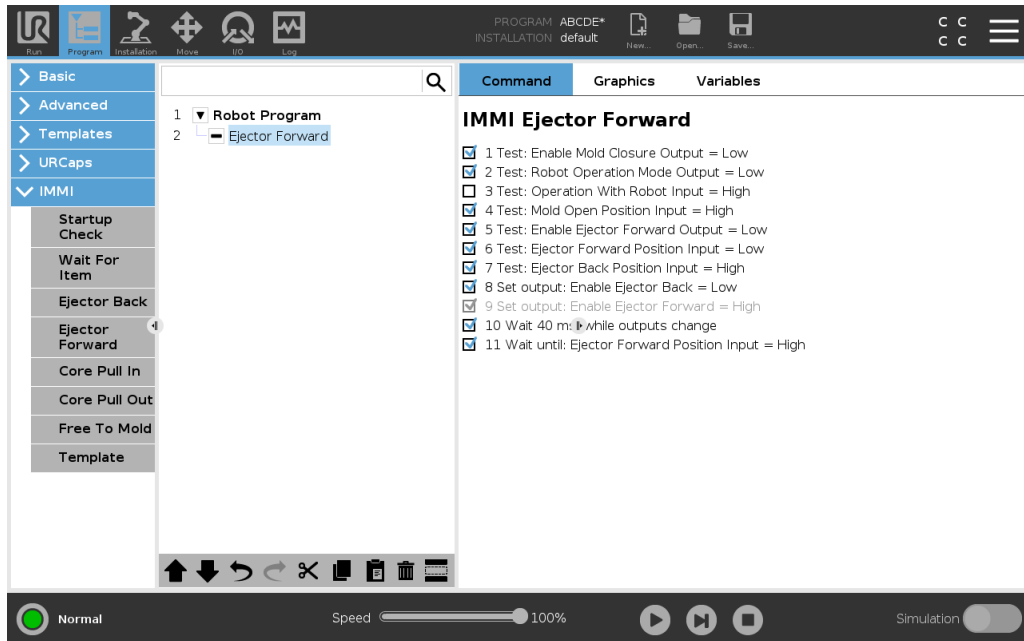 PROGRAM ABCDE*
INSTALLATION default
UR
Run
Program
Installation
Move
I/O
Log
New...
Open...
Save...
C C
C C
Basic
Advanced
Templates
URCaps
IMMI
Startup
Check
Wait For
Item
Ejector Back
Ejector
Forward
Core Pull In
Core Pull Out
Free To Mold
Template
1 Robot Program
2 Ejector Forward
Command Graphics Variables
IMMI Ejector Forward
1 Test: Enable Mold Closure Output = Low
2 Test: Robot Operation Mode Output = Low
3 Test: Operation With Robot Input = High
4 Test: Mold Open Position Input = High
5 Test: Enable Ejector Forward Output = Low
6 Test: Ejector Forward Position Input = Low
7 Test: Ejector Back Position Input = High
8 Set output: Enable Ejector Back = Low
9 Set output: Enable Ejector Forward = High
10 Wait 40 ms while outputs change
11 Wait until: Ejector Forward Position Input = High
Normal
Speed 100%
Simulation